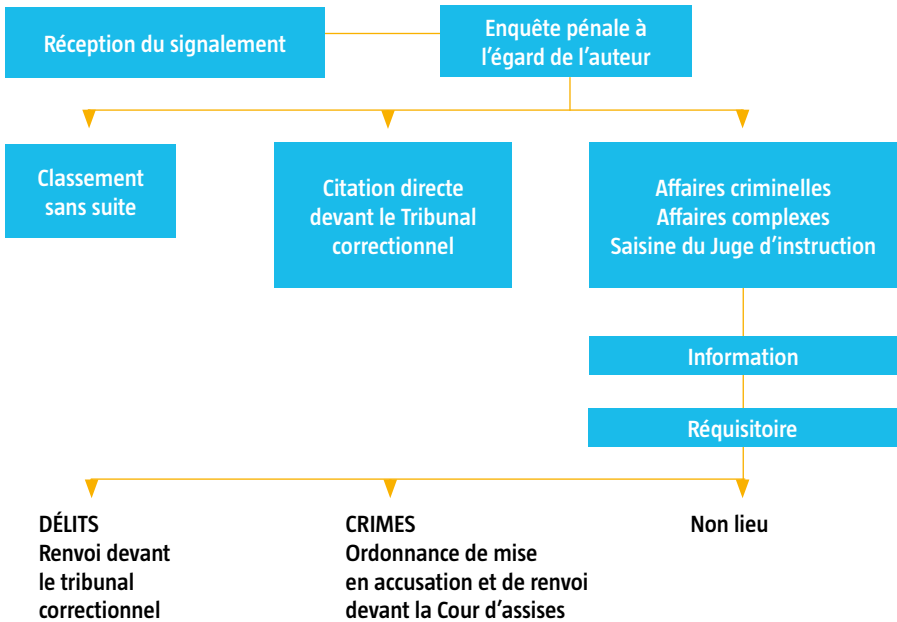 Réception du signalement
Enquête pénale à
l'égard de l'auteur
Classement
sans suite
Citation directe
devant le Tribunal
correctionnel
Affaires criminelles
Affaires complexes
Saisine du Juge d'instruction
Information
Réquisitoire
DÉLITS
Renvoi devant
le tribunal
correctionnel
CRIMES
Ordonnance de mise
en accusation et de renvoi
devant la Cour d'assises
Non lieu